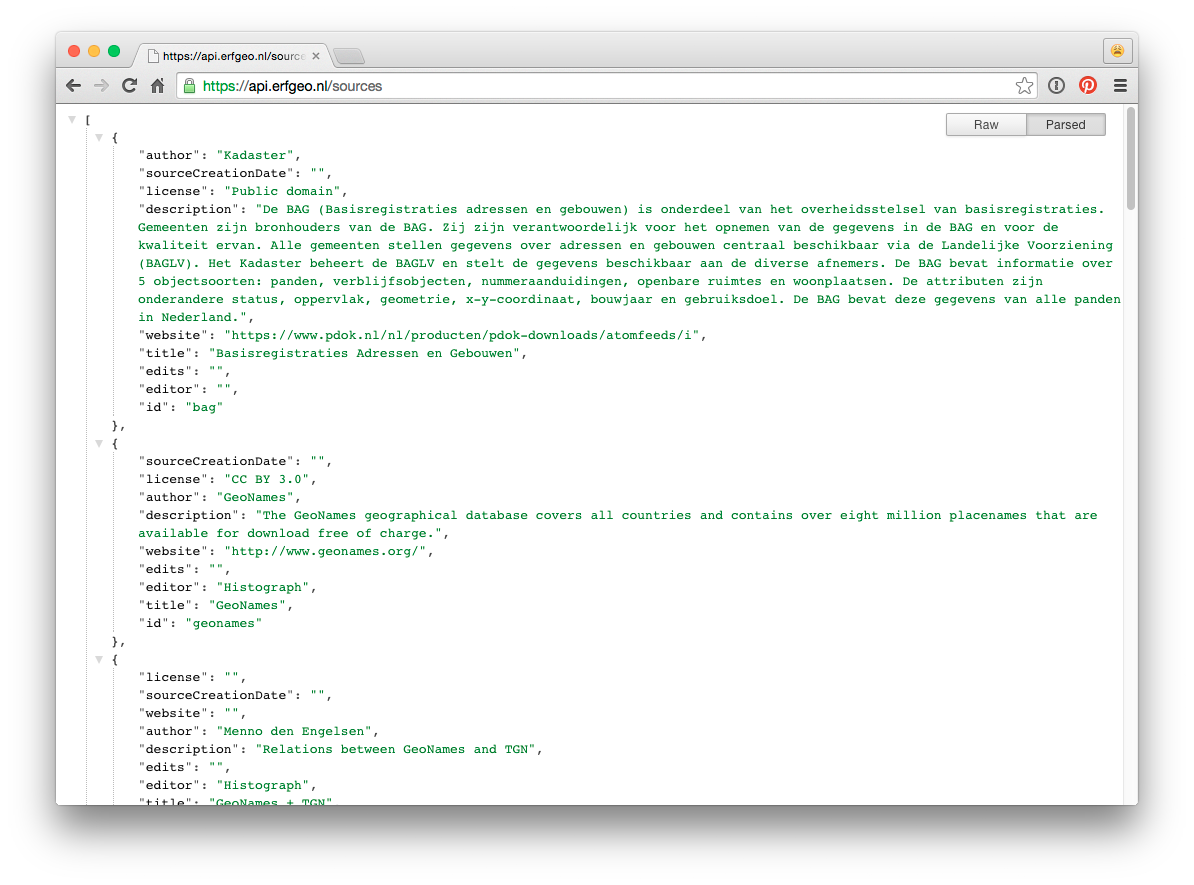 https://api.erfgeo.nl/source
https://api.erfgeo.nl/sources
Raw Parsed
[
{
"author": "Kadaster",
"sourceCreationDate": "",
"license": "Public domain",
"description": "De BAG (Basisregistraties adressen en gebouwen) is onderdeel van het overheidsstelsel van basisregistraties.
Gemeenten zijn bronhouders van de BAG. Zij zijn verantwoordelijk voor het opnemen van de gegevens in de BAG en voor de
kwaliteit ervan. Alle gemeenten stellen gegevens over adressen en gebouwen centraal beschikbaar via de Landelijke Voorziening
(BAGLV). Het Kadaster beheert de BAGLV en stelt de gegevens beschikbaar aan de diverse afnemers. De BAG bevat informatie over
5 objectsoorten: panden, verblijfsobjecten, nummeraanduidingen, openbare ruimtes en woonplaatsen. De attributen zijn
onderandere status, oppervlak, geometrie, x-y-coordinaat, bouwjaar en gebruiksdoel. De BAG bevat deze gegevens van alle panden
in Nederland.",
"website": "https://www.pdok.nl/nl/producten/pdok-downloads/atomfeeds/i",
"title": "Basisregistraties Adressen en Gebouwen",
"edits": "",
"editor": "",
"id": "bag"
},
{
"sourceCreationDate": "",
"license": "CC BY 3.0",
"author": "GeoNames",
"description": "The GeoNames geographical database covers all countries and contains over eight million placenames that are
available for download free of charge.",
"website": "http://www.geonames.org/",
"edits": "",
"editor": "Histograph",
"title": "GeoNames",
"id": "geonames"
},
{
"license": "",
"sourceCreationDate": "",
"website": "",
"author": "Menno den Engelsen",
"description": "Relations between GeoNames and TGN",
"edits": "",
"editor": "Histograph",
"title": "GeoNames + TGN",